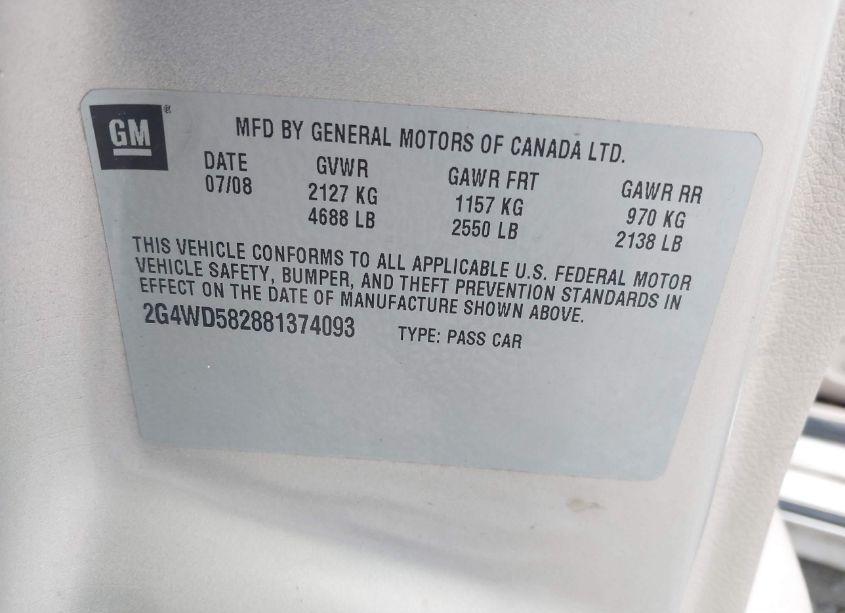 GM®
MFD BY GENERAL MOTORS OF CANADA LTD.
DATE GVWR GAWR FRT GAWR RR
07/08 2127 KG 1157 KG 970 KG
4688 LB 2550 LB 2138 LB
THIS VEHICLE CONFORMS TO ALL APPLICABLE U.S. FEDERAL MOTOR
VEHICLE SAFETY, BUMPER, AND THEFT PREVENTION STANDARDS IN
EFFECT ON THE DATE OF MANUFACTURE SHOWN ABOVE.
2G4WD582881374093 TYPE: PASS CAR